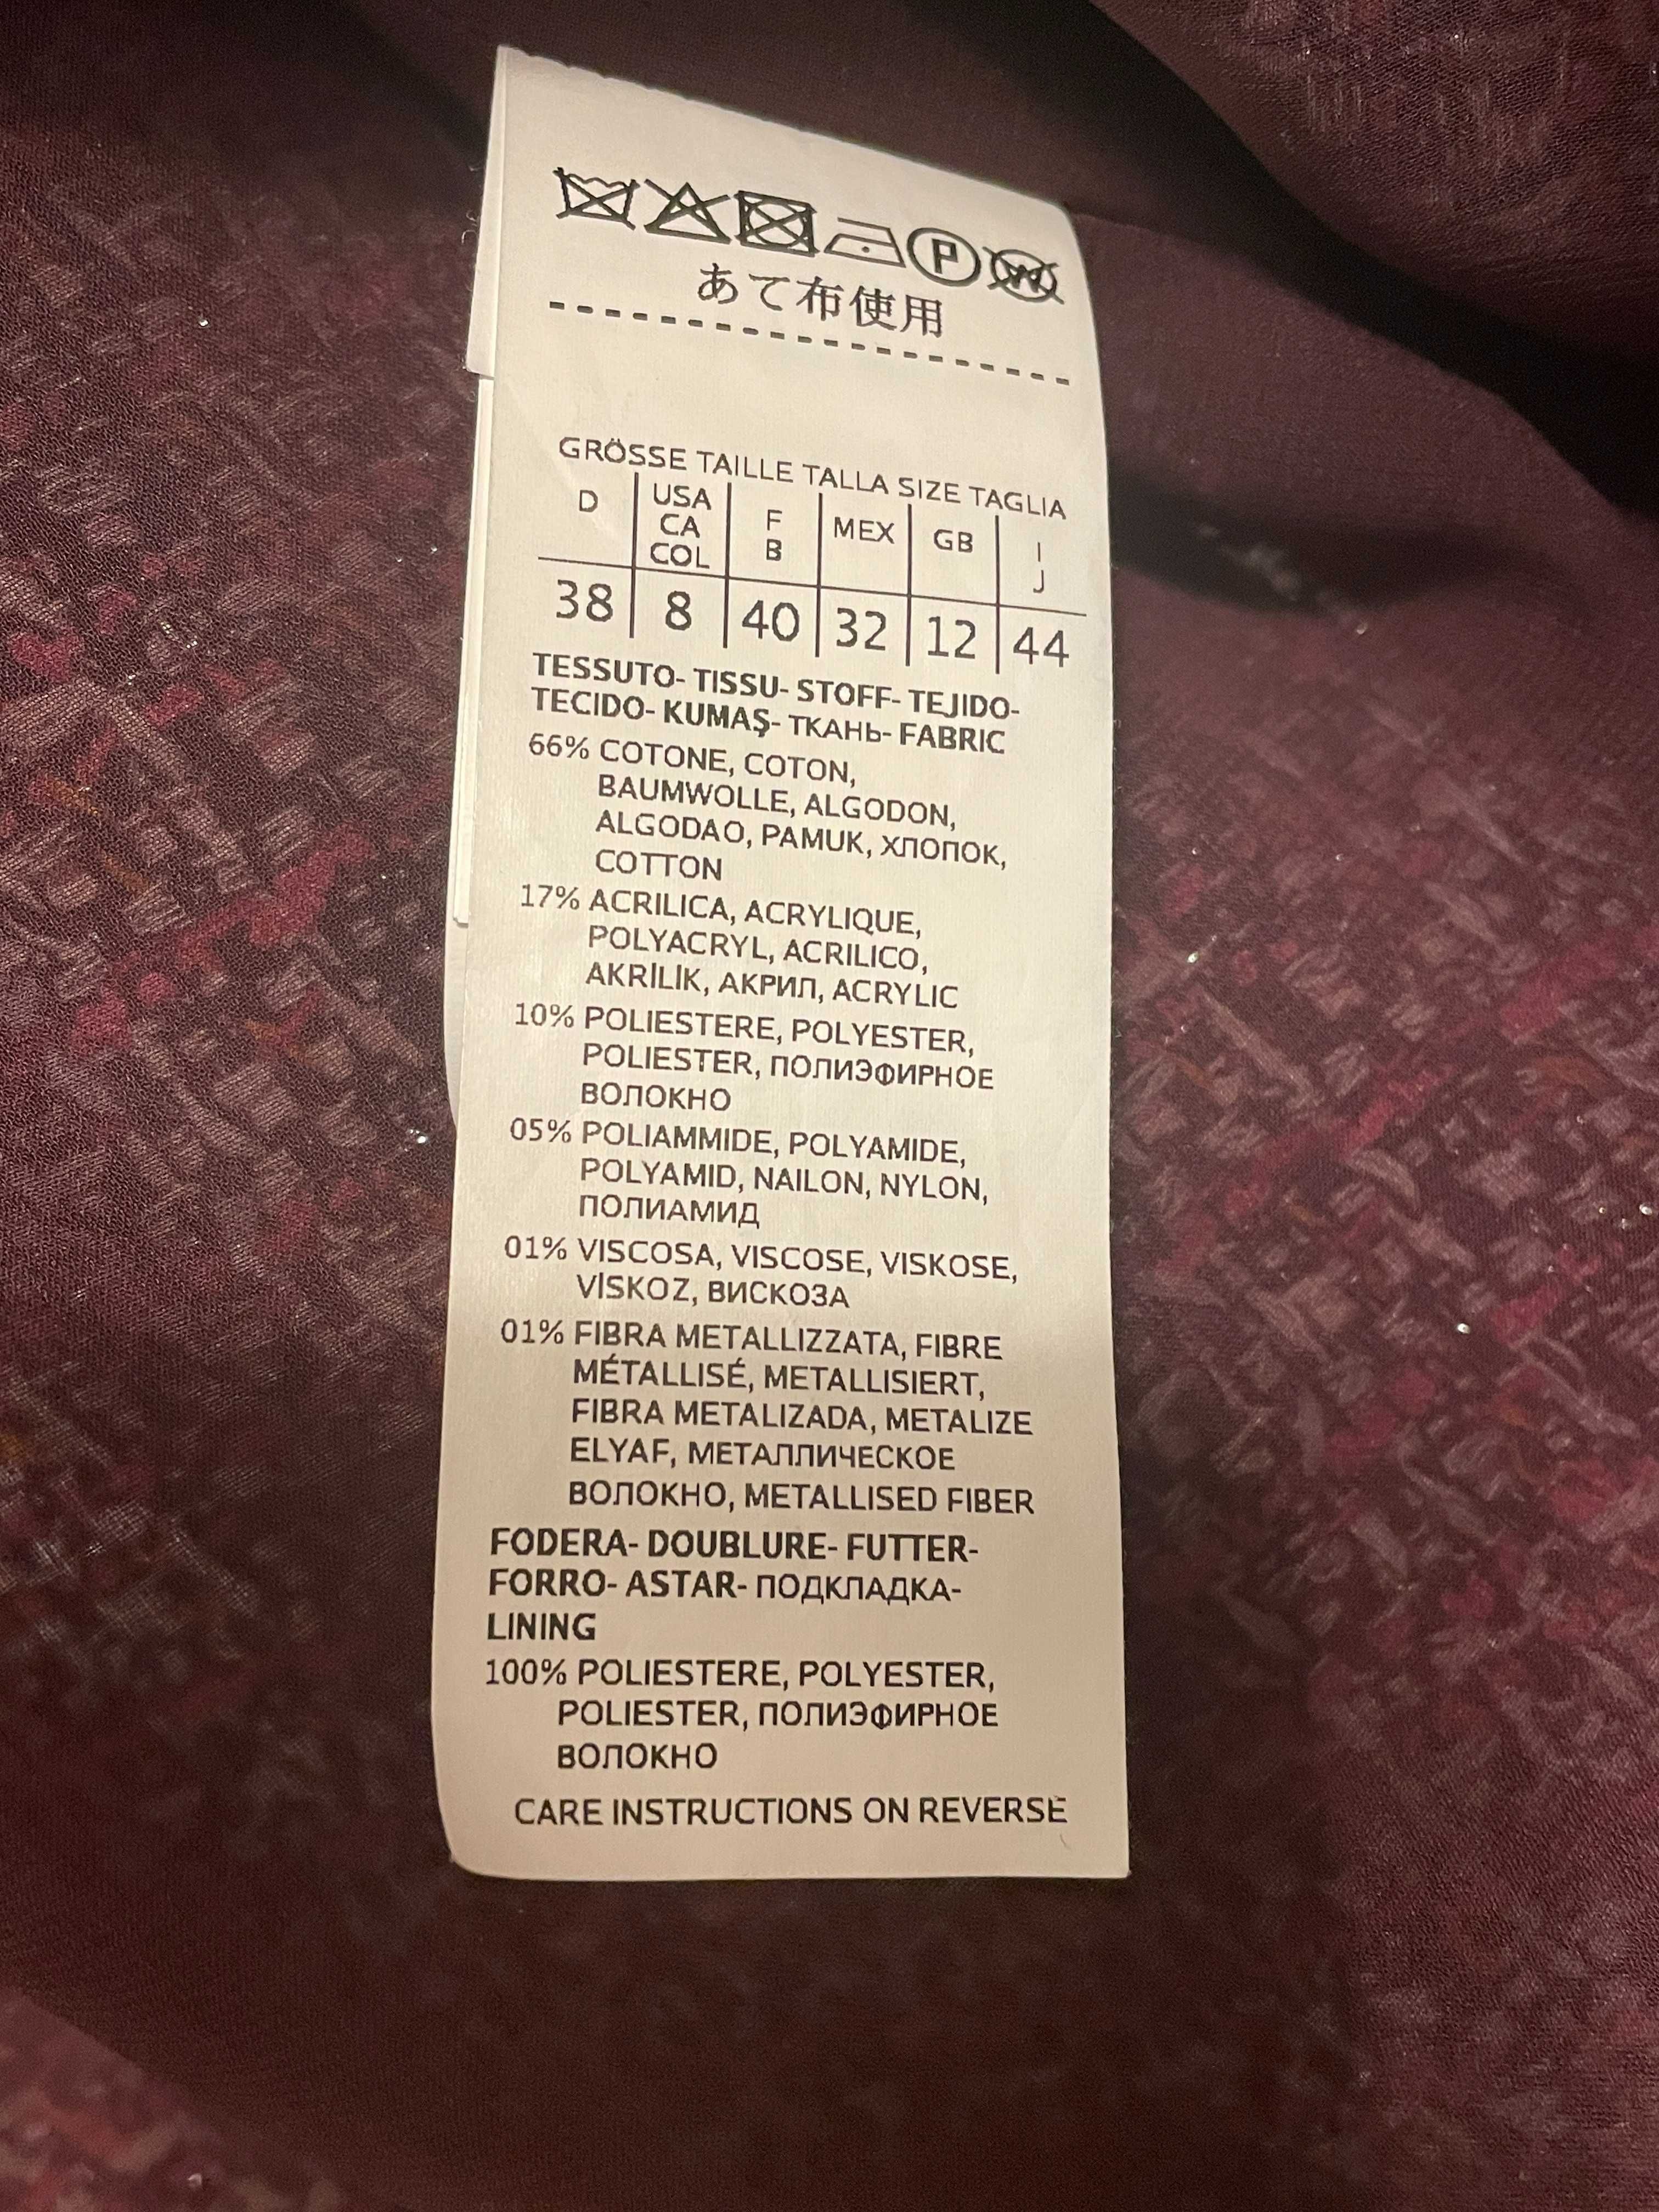 P W
あて布使用
GRÖSSE TAILLE TALLA SIZE TAGLIA
D USA CA COL F B MEX GB I J
38 8 40 32 12 44
TESSUTO- TISSU- STOFF- TEJIDO-
TECIDO- KUMAŞ- ТКАНЬ- FABRIC
66% COTONE, COTON,
BAUMWOLLE, ALGODON,
ALGODAO, PAMUK, ХЛОПОК,
COTTON
17% ACRILICA, ACRYLIQUE,
POLYACRYL, ACRILICO,
AKRİLİK, АКРИЛ, ACRYLIC
10% POLIESTERE, POLYESTER,
POLIESTER, ПОЛИЭФИРНОЕ
ВОЛОКНО
05% POLIAMMIDE, POLYAMIDE,
POLYAMID, NAILON, NYLON,
ПОЛИАМИД
01% VISCOSA, VISCOSE, VISKOSE,
VİSKOZ, ВИСКОЗА
01% FIBRA METALLIZZATA, FIBRE
MÉTALLISÉ, METALLISIERT,
FIBRA METALIZADA, METALIZE
ELYAF, МЕТАЛЛИЧЕСКОЕ
ВОЛОКНО, METALLISED FIBER
FODERA- DOUBLURE- FUTTER-
FORRO- ASTAR- ПОДКЛАДКА-
LINING
100% POLIESTERE, POLYESTER,
POLIESTER, ПОЛИЭФИРНОЕ
ВОЛОКНО
CARE INSTRUCTIONS ON REVERSE